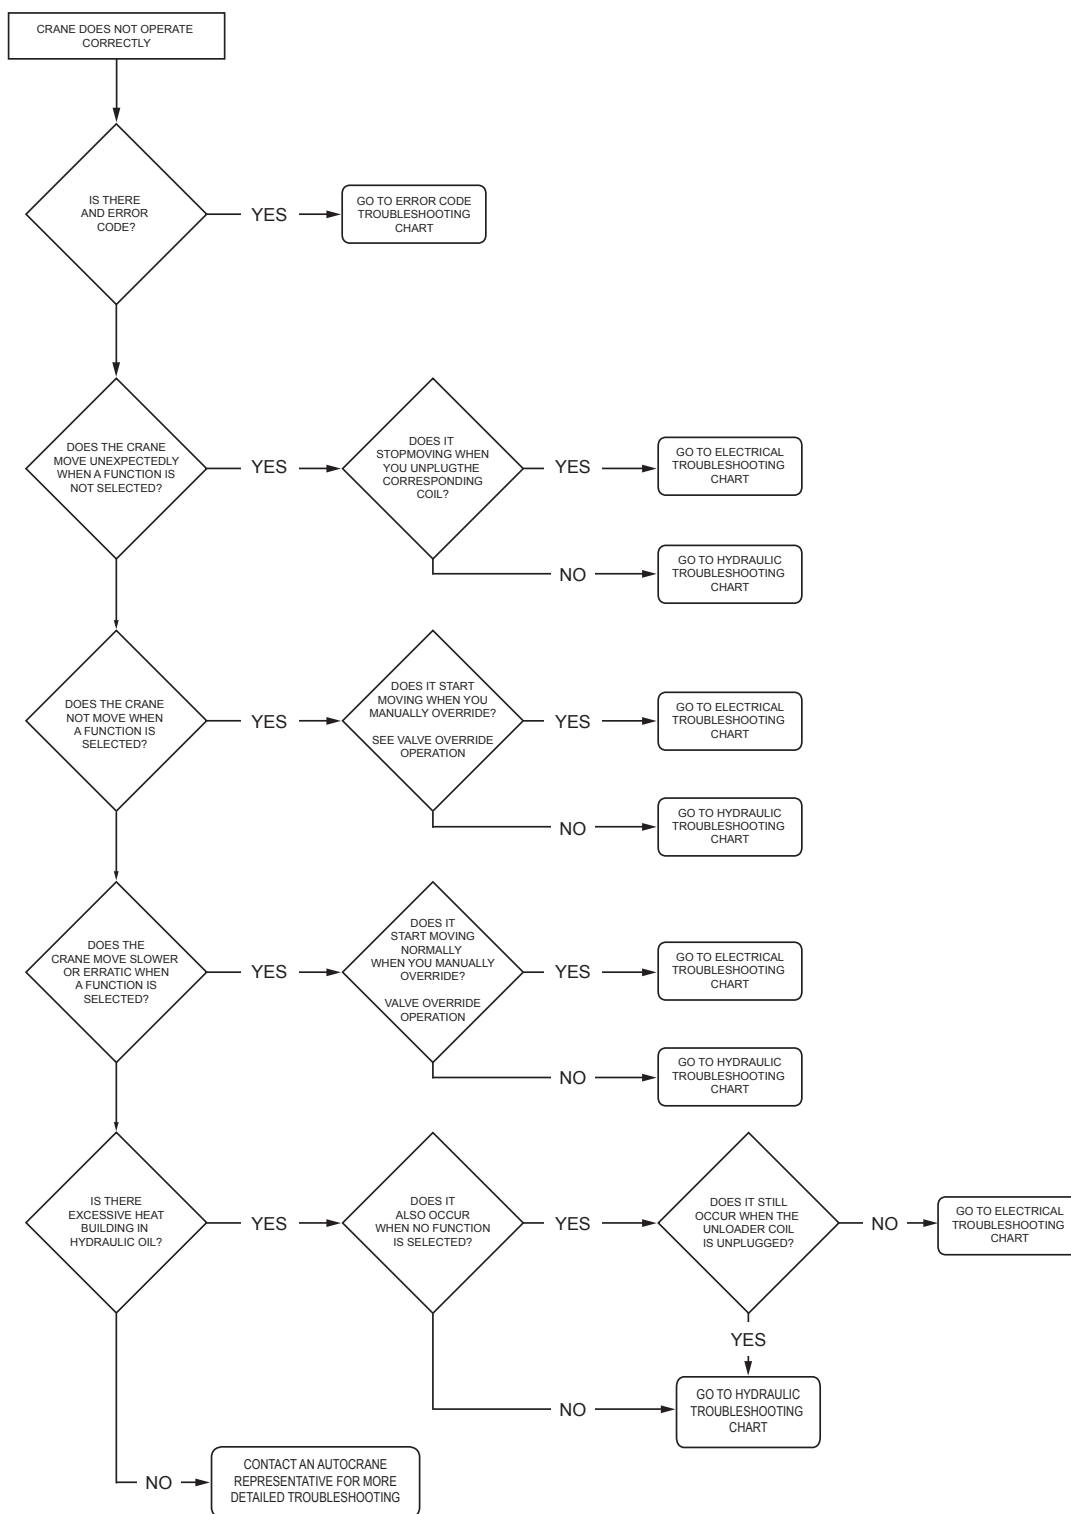 CRANE DOES NOT OPERATE
CORRECTLY
IS THERE
AND ERROR
CODE?
YES
GO TO ERROR CODE
TROUBLESHOOTING
CHART
DOES THE CRANE
MOVE UNEXPECTEDLY
WHEN A FUNCTION IS
NOT SELECTED?
YES
DOES IT
STOPMOVING WHEN
YOU UNPLUGTHE
CORRESPONDING
COIL?
YES
GO TO ELECTRICAL
TROUBLESHOOTING
CHART
NO
GO TO HYDRAULIC
TROUBLESHOOTING
CHART
DOES THE CRANE
NOT MOVE WHEN
A FUNCTION IS
SELECTED?
YES
DOES IT START
MOVING WHEN YOU
MANUALLY OVERRIDE?
SEE VALVE OVERRIDE
OPERATION
YES
GO TO ELECTRICAL
TROUBLESHOOTING
CHART
NO
GO TO HYDRAULIC
TROUBLESHOOTING
CHART
DOES THE
CRANE MOVE SLOWER
OR ERRATIC WHEN
A FUNCTION IS
SELECTED?
YES
DOES IT
START MOVING
NORMALLY
WHEN YOU MANUALLY
OVERRIDE?
VALVE OVERRIDE
OPERATION
YES
GO TO ELECTRICAL
TROUBLESHOOTING
CHART
NO
GO TO HYDRAULIC
TROUBLESHOOTING
CHART
IS THERE
EXCESSIVE HEAT
BUILDING IN
HYDRAULIC OIL?
YES
DOES IT
ALSO OCCUR
WHEN NO FUNCTION
IS SELECTED?
YES
DOES IT STILL
OCCUR WHEN THE
UNLOADER COIL
IS UNPLUGGED?
NO
GO TO ELECTRICAL
TROUBLESHOOTING
CHART
YES
NO
GO TO HYDRAULIC
TROUBLESHOOTING
CHART
NO
CONTACT AN AUTOCRANE
REPRESENTATIVE FOR MORE
DETAILED TROUBLESHOOTING